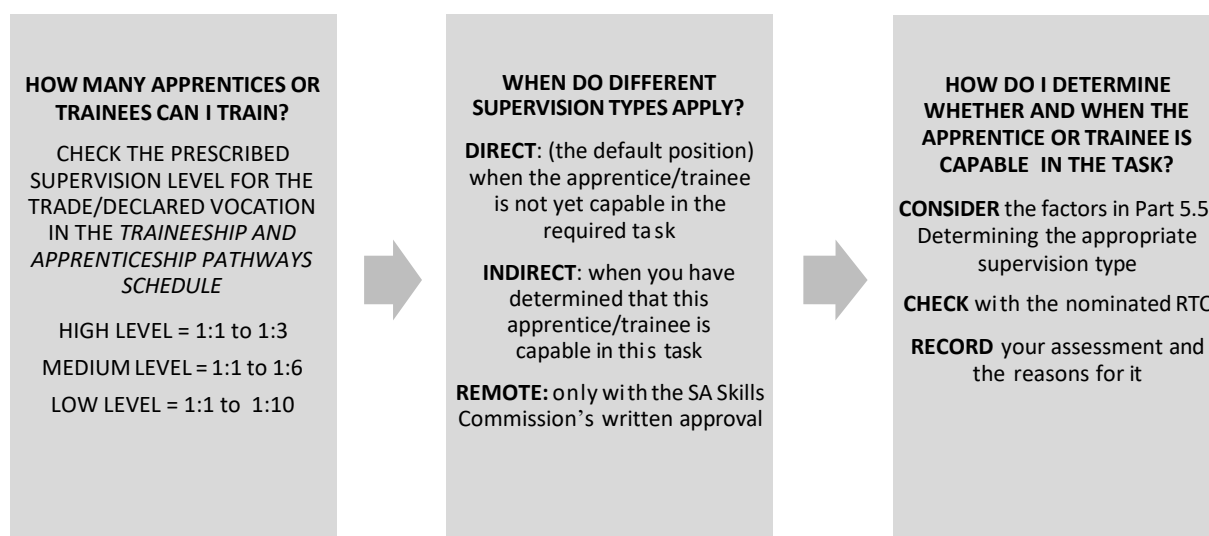 HOW MANY APPRENTICES OR
TRAINEES CAN I TRAIN?
CHECK THE PRESCRIBED
SUPERVISION LEVEL FOR THE
TRADE/DECLARED VOCATION
IN THE TRAINEESHIP AND
APPRENTICESHIP PATHWAYS
SCHEDULE
HIGH LEVEL = 1:1 to 1:3
MEDIUM LEVEL = 1:1 to 1:6
LOW LEVEL = 1:1 to 1:10
WHEN DO DIFFERENT
SUPERVISION TYPES APPLY?
DIRECT: (the default position)
when the apprentice/trainee
is not yet capable in the
required task
INDIRECT: when you have
determined that this
apprentice/trainee is
capable in this task
REMOTE: only with the SA Skills
Commission’s written approval
HOW DO I DETERMINE
WHETHER AND WHEN THE
APPRENTICE OR TRAINEE IS
CAPABLE IN THE TASK?
CONSIDER the factors in Part 5.5
Determining the appropriate
supervision type
CHECK with the nominated
RECORD your assessment and
the reasons for it